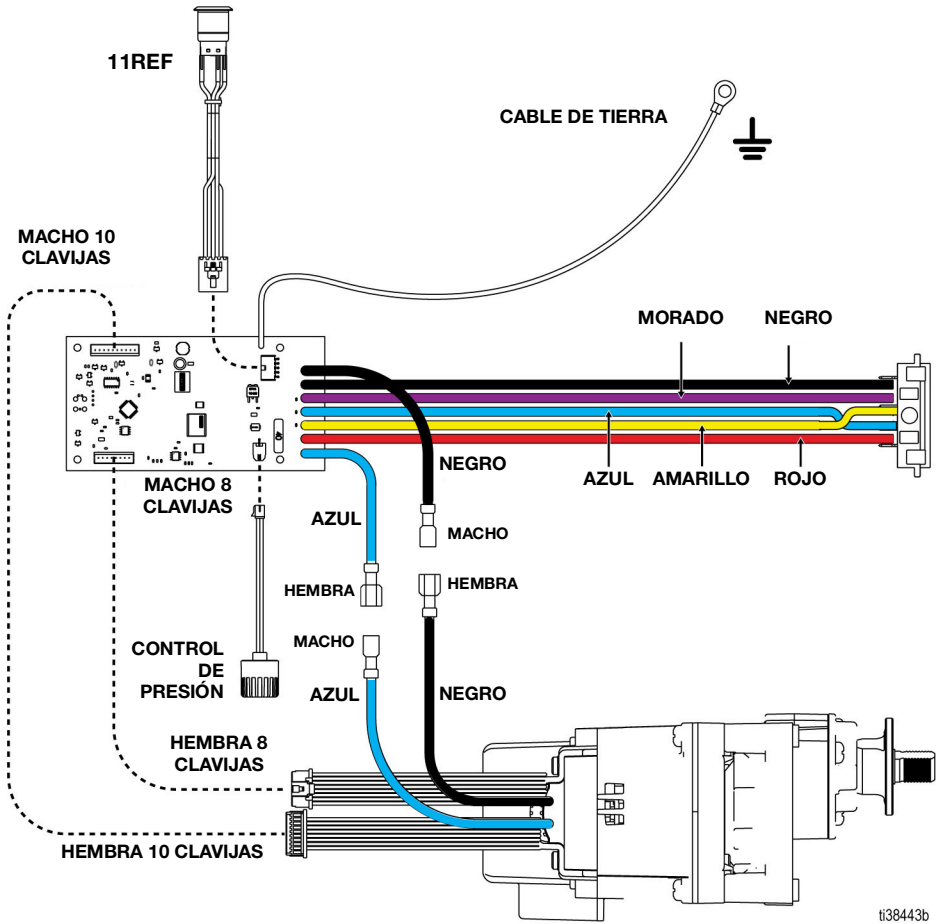 11REF
CABLE DE TIERRA
MACHO 10
CLAVIJAS
MORADO
NEGRO
NEGRO
AZUL
AMARILLO
ROJO
MACHO 8
CLAVIJAS
AZUL
MACHO
HEMBRA
HEMBRA
MACHO
CONTROL
DE
PRESIÓN
AZUL
NEGRO
HEMBRA 8
CLAVIJAS
HEMBRA 10 CLAVIJAS
ti38443b